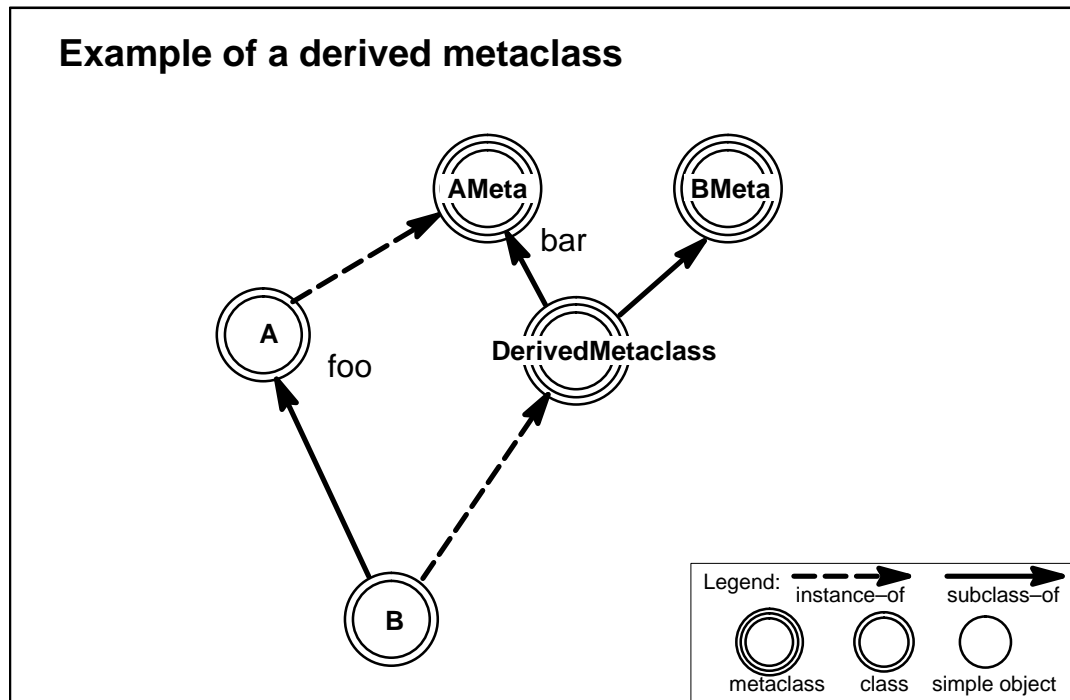 Example of a derived metaclass
AMeta
BMeta
bar
A
DerivedMetaclass
foo
B
Legend:
instance–of
subclass–of
metaclass
class
simple object